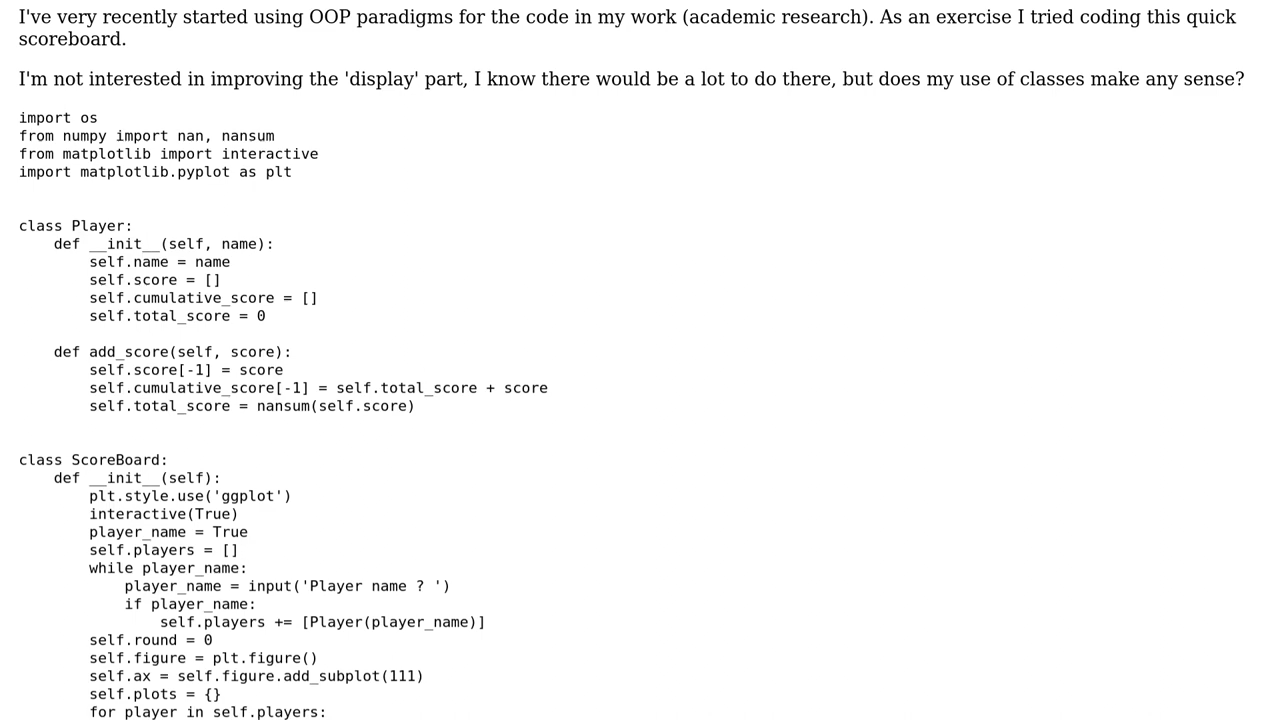 I've very recently started using OOP paradigms for the code in my work (academic research). As an exercise I tried coding this quick
scoreboard.
I'm not interested in improving the 'display' part, I know there would be a lot to do there, but does my use of classes make any sense?
import os
from numpy import nan, nansum
from matplotlib import interactive
import matplotlib.pyplot as plt
class Player:
    def __init__(self, name):
        self.name = name
        self.score = []
        self.cumulative_score = []
        self.total_score = 0
    def add_score(self, score):
        self.score[-1] = score
        self.cumulative_score[-1] = self.total_score + score
        self.total_score = nansum(self.score)
class ScoreBoard:
    def __init__(self):
        plt.style.use('ggplot')
        interactive(True)
        player_name = True
        self.players = []
        while player_name:
            player_name = input('Player name ? ')
            if player_name:
                self.players += [Player(player_name)]
        self.round = 0
        self.figure = plt.figure()
        self.ax = self.figure.add_subplot(111)
        self.plots = {}
        for player in self.players: